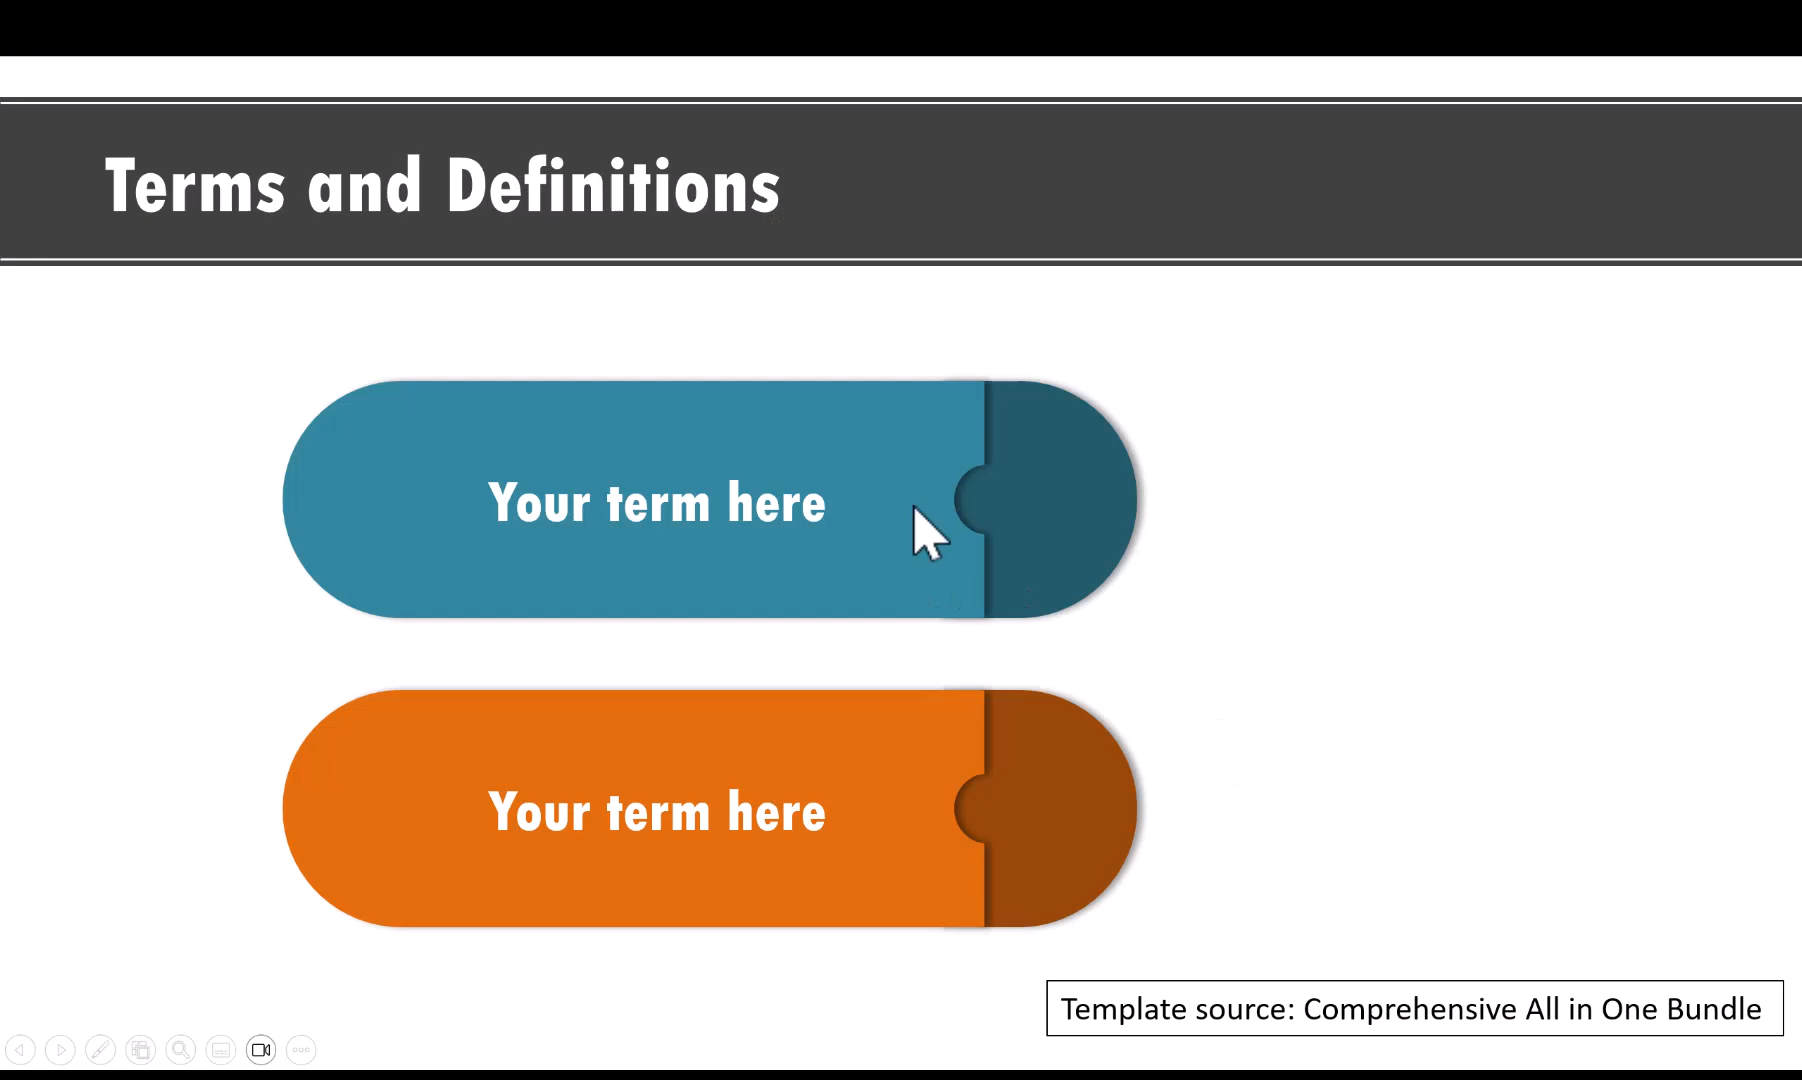 Terms and Definitions
Your term here
Your term here
Template source: Comprehensive All in One Bundle